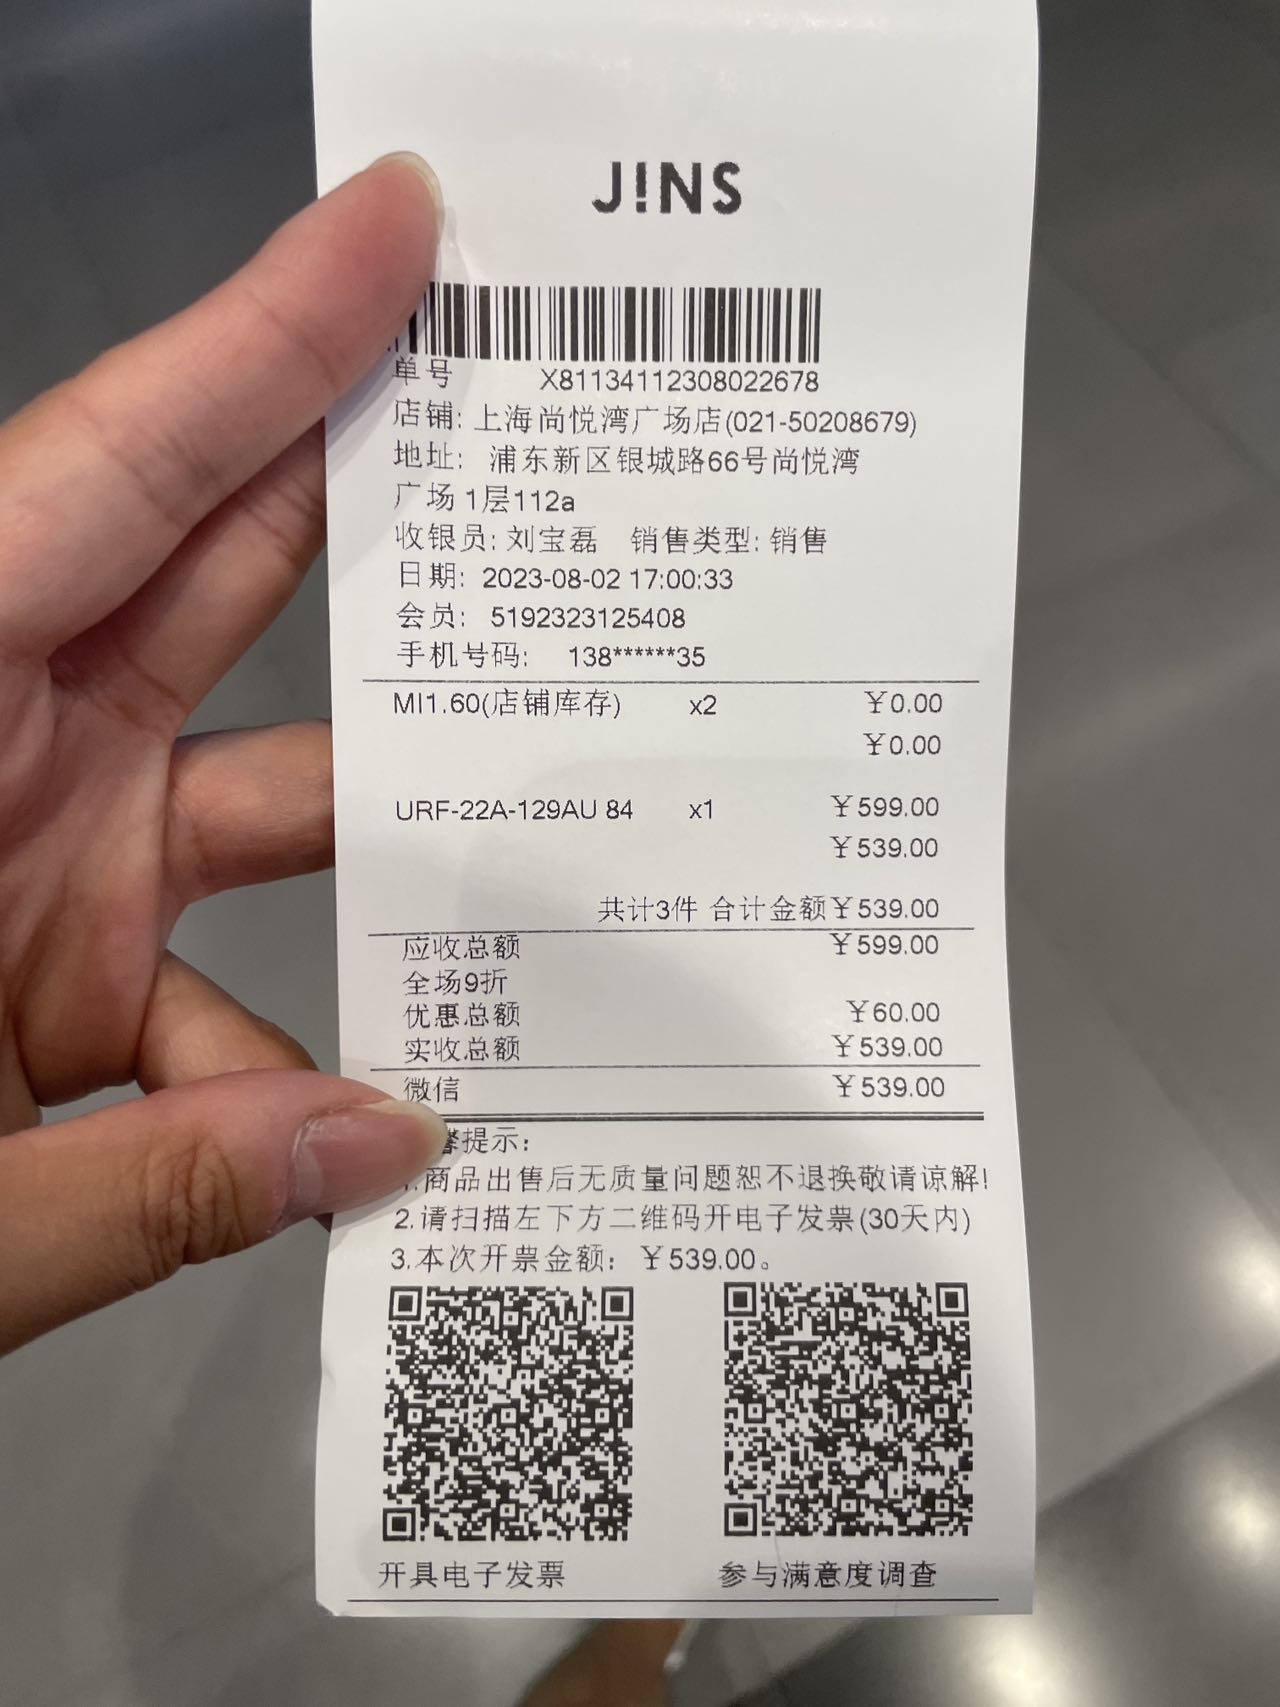 J!NS
单号 X81134112308022678
店铺: 上海尚悦湾广场店(021-50208679)
地址: 浦东新区银城路66号尚悦湾
广场 1层112a
收银员: 刘宝磊 销售类型: 销售
日期: 2023-08-02 17:00:33
会员: 5192323125408
手机号码: 138******35
MI1.60(店铺库存) x2 ¥0.00
¥0.00
URF-22A-129AU 84 x1 ¥599.00
¥539.00
共计3件 合计金额¥539.00
应收总额 ¥599.00
全场9折
优惠总额 ¥60.00
实收总额 ¥539.00
微信 ¥539.00
馨提示:
1.商品出售后无质量问题恕不退换敬请谅解!
2.请扫描左下方二维码开电子发票(30天内)
3.本次开票金额: ¥539.00。
开具电子发票 参与满意度调查